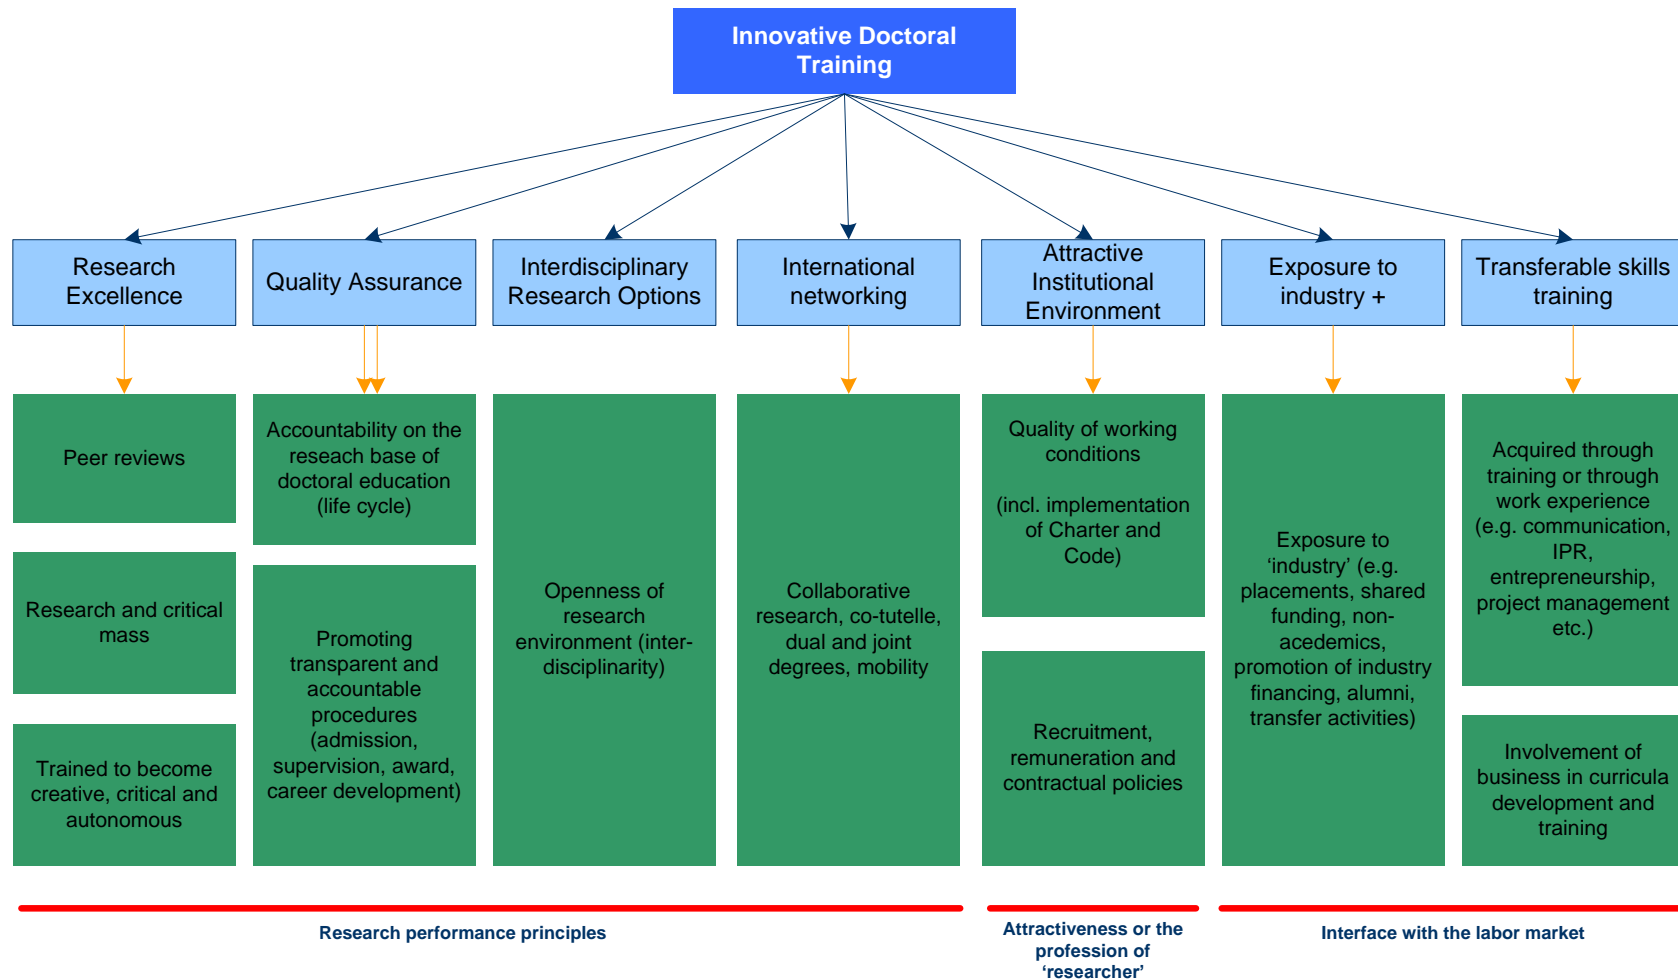 Innovative Doctoral
Training
Research
Excellence
Quality Assurance
Interdisciplinary
Research Options
International
networking
Attractive
Institutional
Environment
Exposure to
industry +
Transferable skills
training
Peer reviews
Research and critical
mass
Trained to become
creative, critical and
autonomous
Accountability on the
reseach base of
doctoral education
(life cycle)
Promoting
transparent and
accountable
procedures
(admission,
supervision, award,
career development)
Openness of
research
environment (inter-
disciplinarity)
Collaborative
research, co-tutelle,
dual and joint
degrees, mobility
Quality of working
conditions
(incl. implementation
of Charter and
Code)
Recruitment,
remuneration and
contractual policies
Exposure to
‘industry’ (e.g.
placements, shared
funding, non-
acedemics,
promotion of industry
financing, alumni,
transfer activities)
Acquired through
training or through
work experience
(e.g. communication,
IPR,
entrepreneurship,
project management
etc.)
Involvement of
business in curricula
development and
training
Research performance principles
Attractiveness or the
profession of
‘researcher’
Interface with the labor market